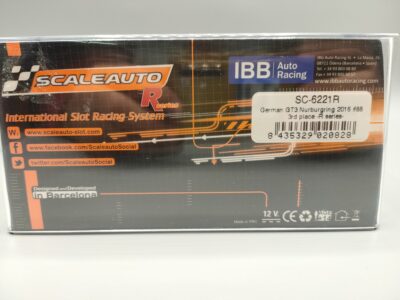 SCALEAUTO
R series
International Slot Racing System
w. www.scaleauto-slot.com
f www.facebook.com/ScaleautoSocial
twitter.com/ScaleautoSocial
Designed and Developed
in Barcelona
IBB Auto
Racing
www.ibbautoracing.com
SC-6221R
German GT3 Nurburgring 2015 #88
3rd place -R series-
8 435329 020828
12 V. CE